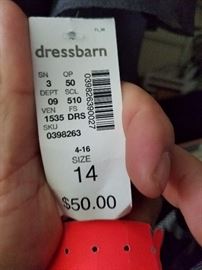 dressbarn
SN OP
3 50
DEPT SCL
09 510
VEN FS
1535 DRS
SKU
0398263
039826390027
4-16
SIZE
14
$50.00